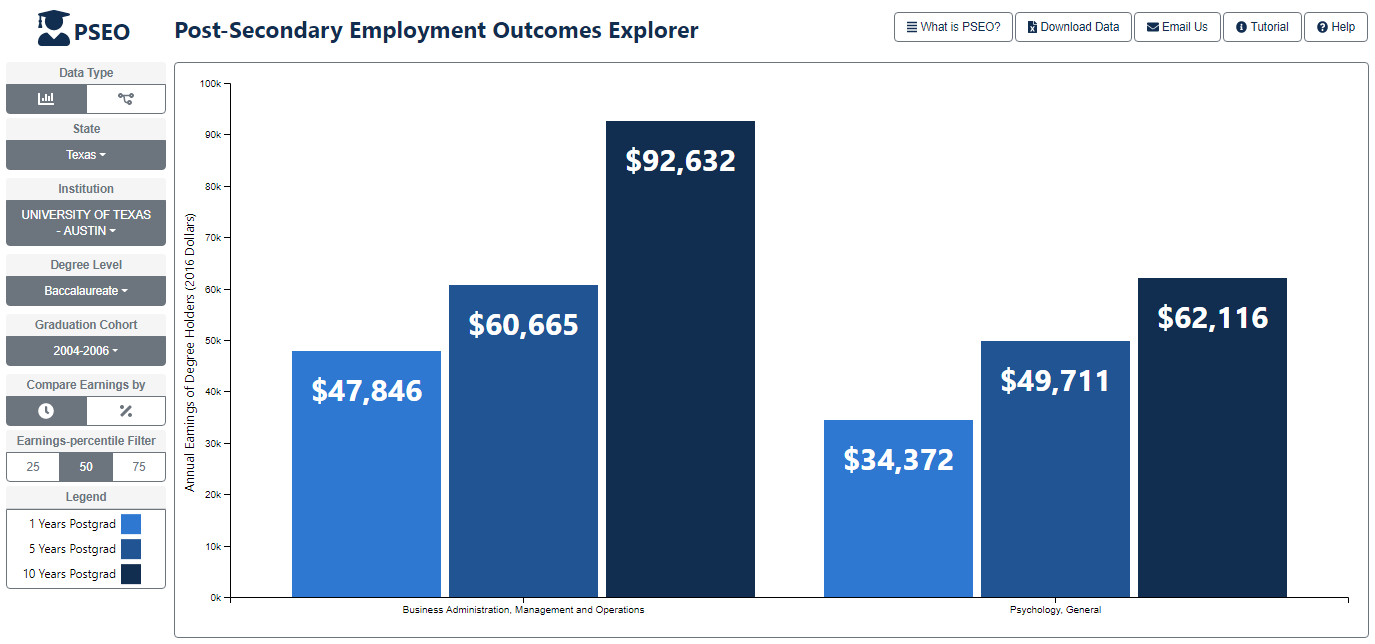 PSEO
Post-Secondary Employment Outcomes Explorer
What is PSEO?
Download Data
Email Us
Tutorial
Help
Data Type
State
Texas
Institution
UNIVERSITY OF TEXAS
- AUSTIN
Degree Level
Baccalaureate
Graduation Cohort
2004-2006
Compare Earnings by
Earnings-percentile Filter
25 50 75
Legend
1 Years Postgrad
5 Years Postgrad
10 Years Postgrad
Annual Earnings of Degree Holders (2016 Dollars)
100k
90k
80k
70k
60k
50k
40k
30k
20k
10k
0k
$47,846
$60,665
$92,632
$34,372
$49,711
$62,116
Business Administration, Management and Operations
Psychology, General